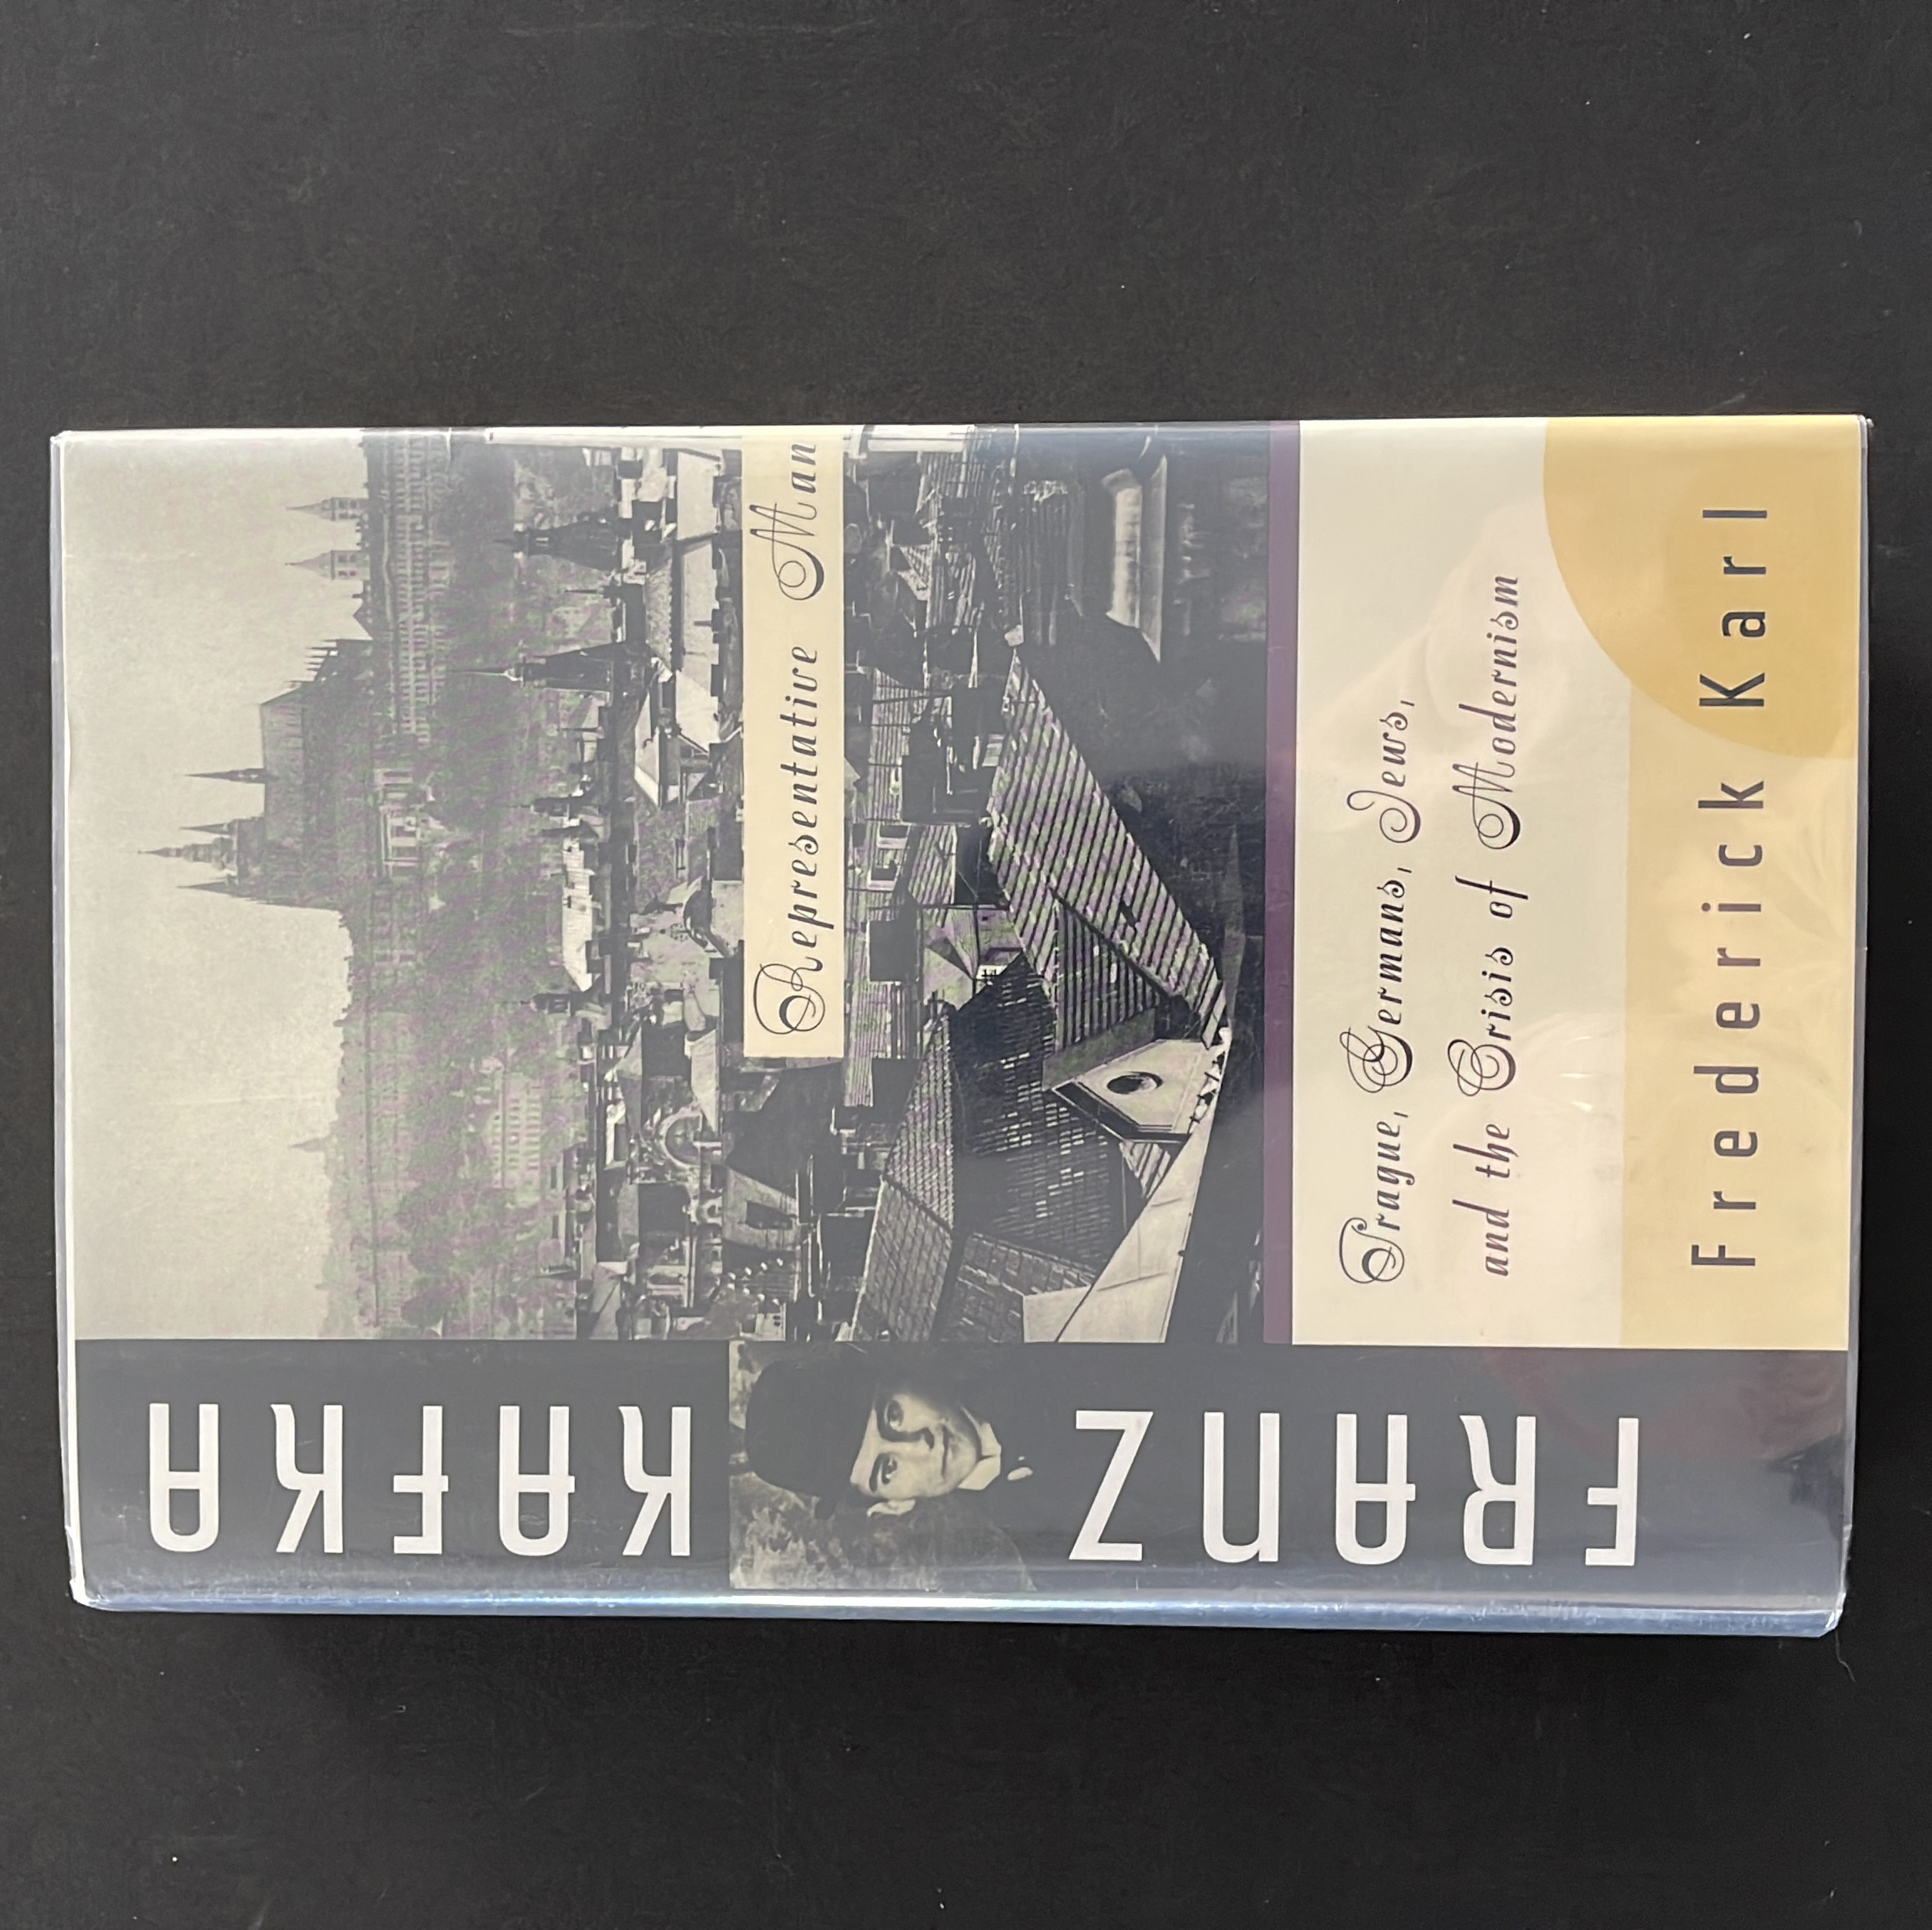 FRANZ KAFKA
Representative Man
Prague, Germans, Jews,
and the Crisis of Modernism
Frederick Karl